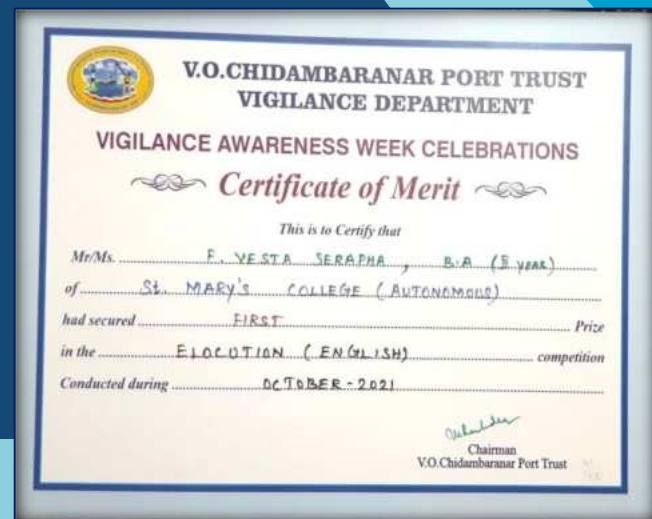 V.O.CHIDAMBARANAR PORT TRUST
VIGILANCE DEPARTMENT
VIGILANCE AWARENESS WEEK CELEBRATIONS
Certificate of Merit
This is to Certify that
Mr/Ms. F. VESTA SERAPHA, B.A (II YEAR)
of St. MARY'S COLLEGE (AUTONOMOUS)
had secured FIRST Prize
in the ELOCUTION (ENGLISH) competition
Conducted during OCTOBER-2021
Chairman
V.O.Chidambaranar Port Trust